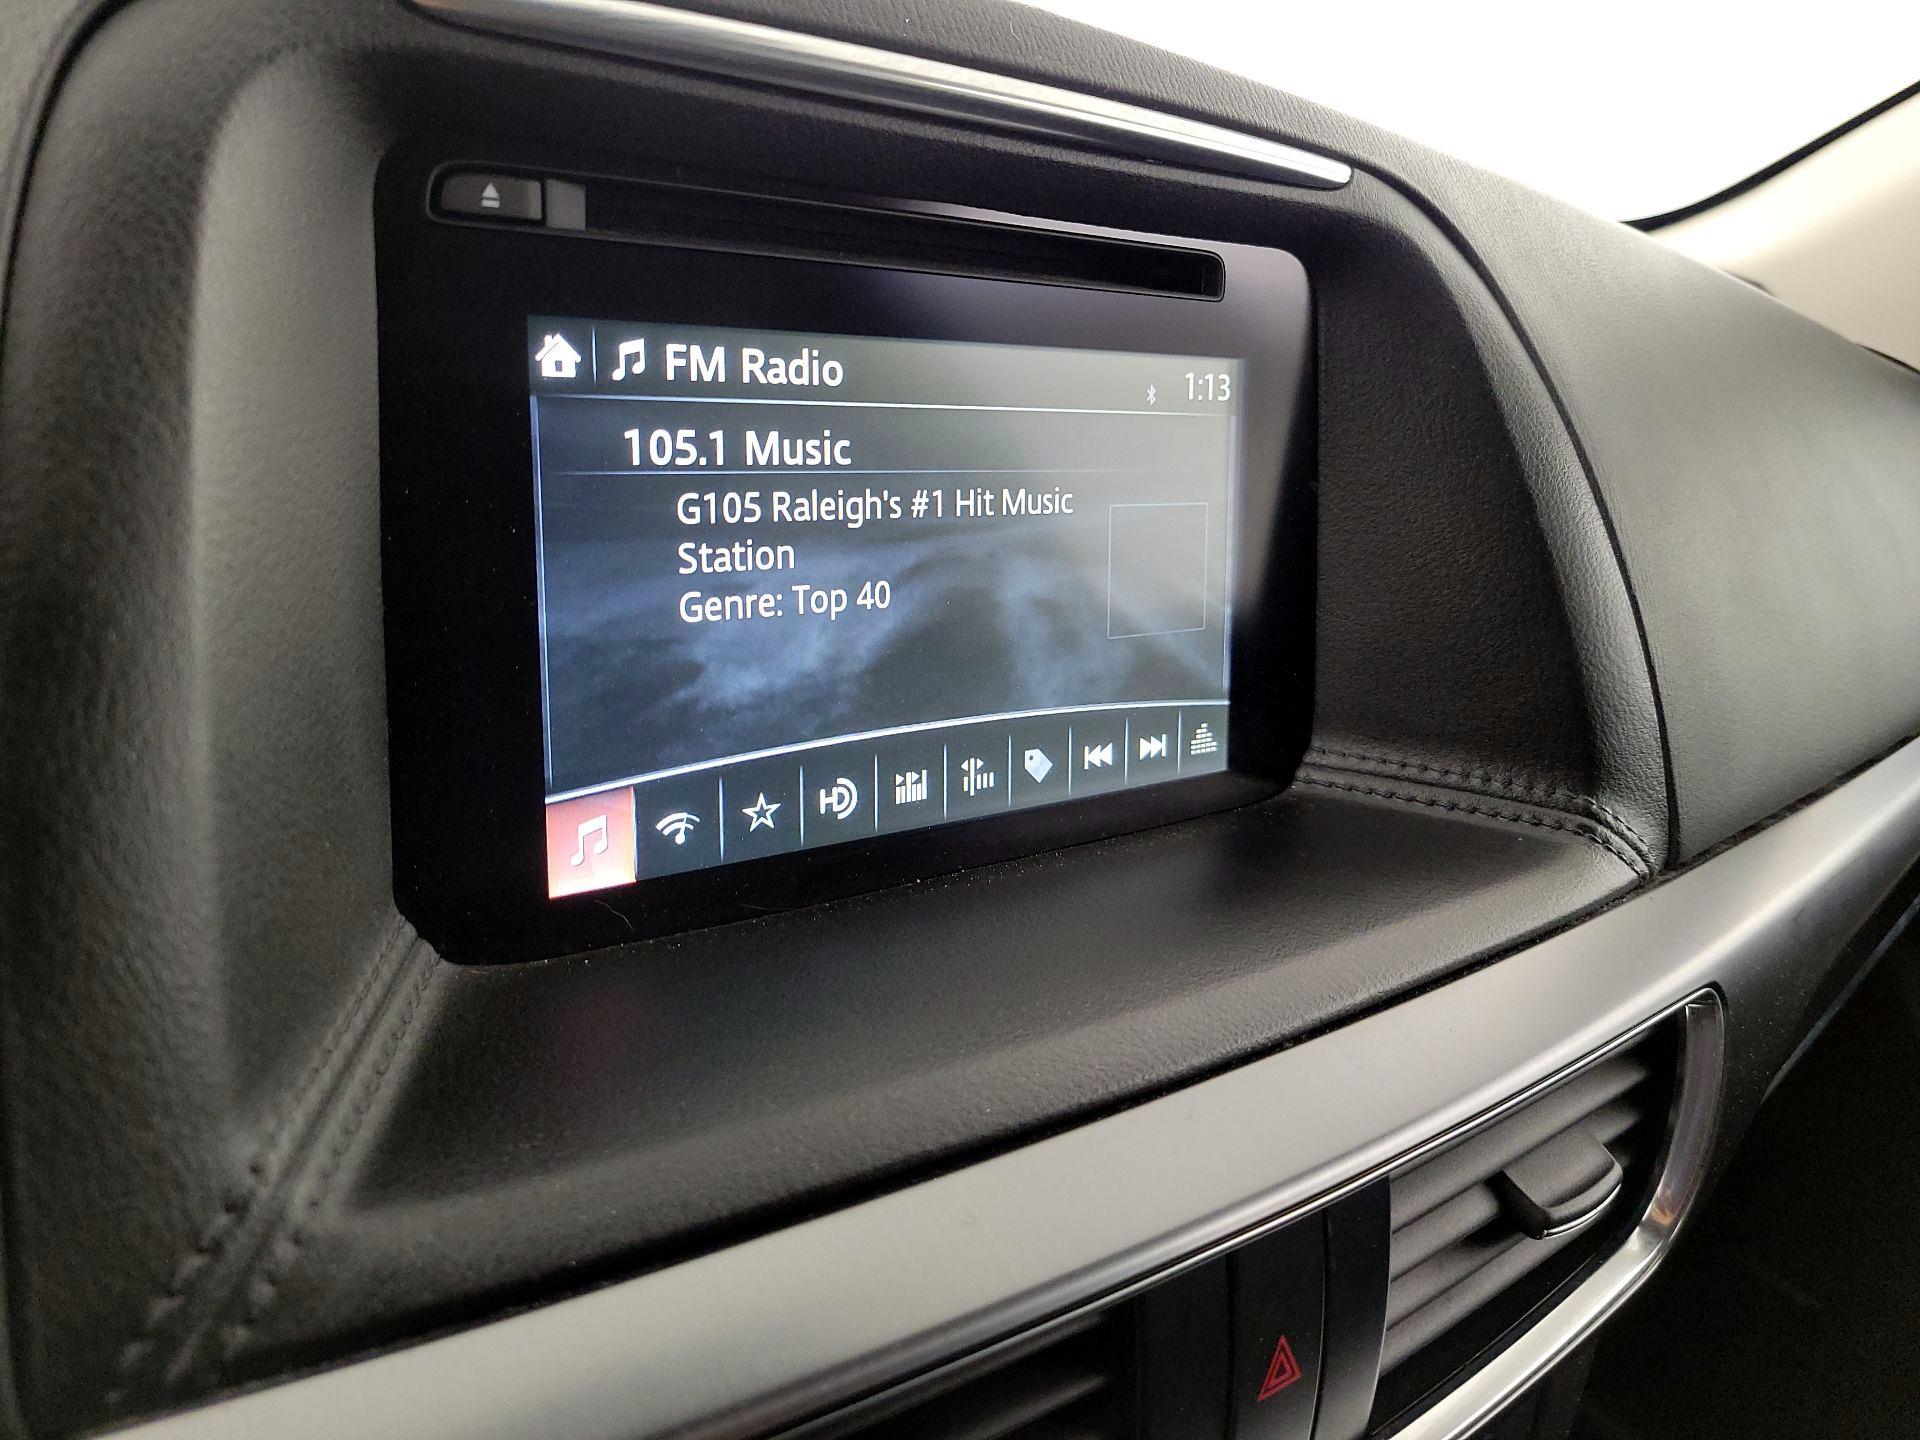 FM Radio
1:13
105.1 Music
G105 Raleigh's #1 Hit Music
Station
Genre: Top 40
HD